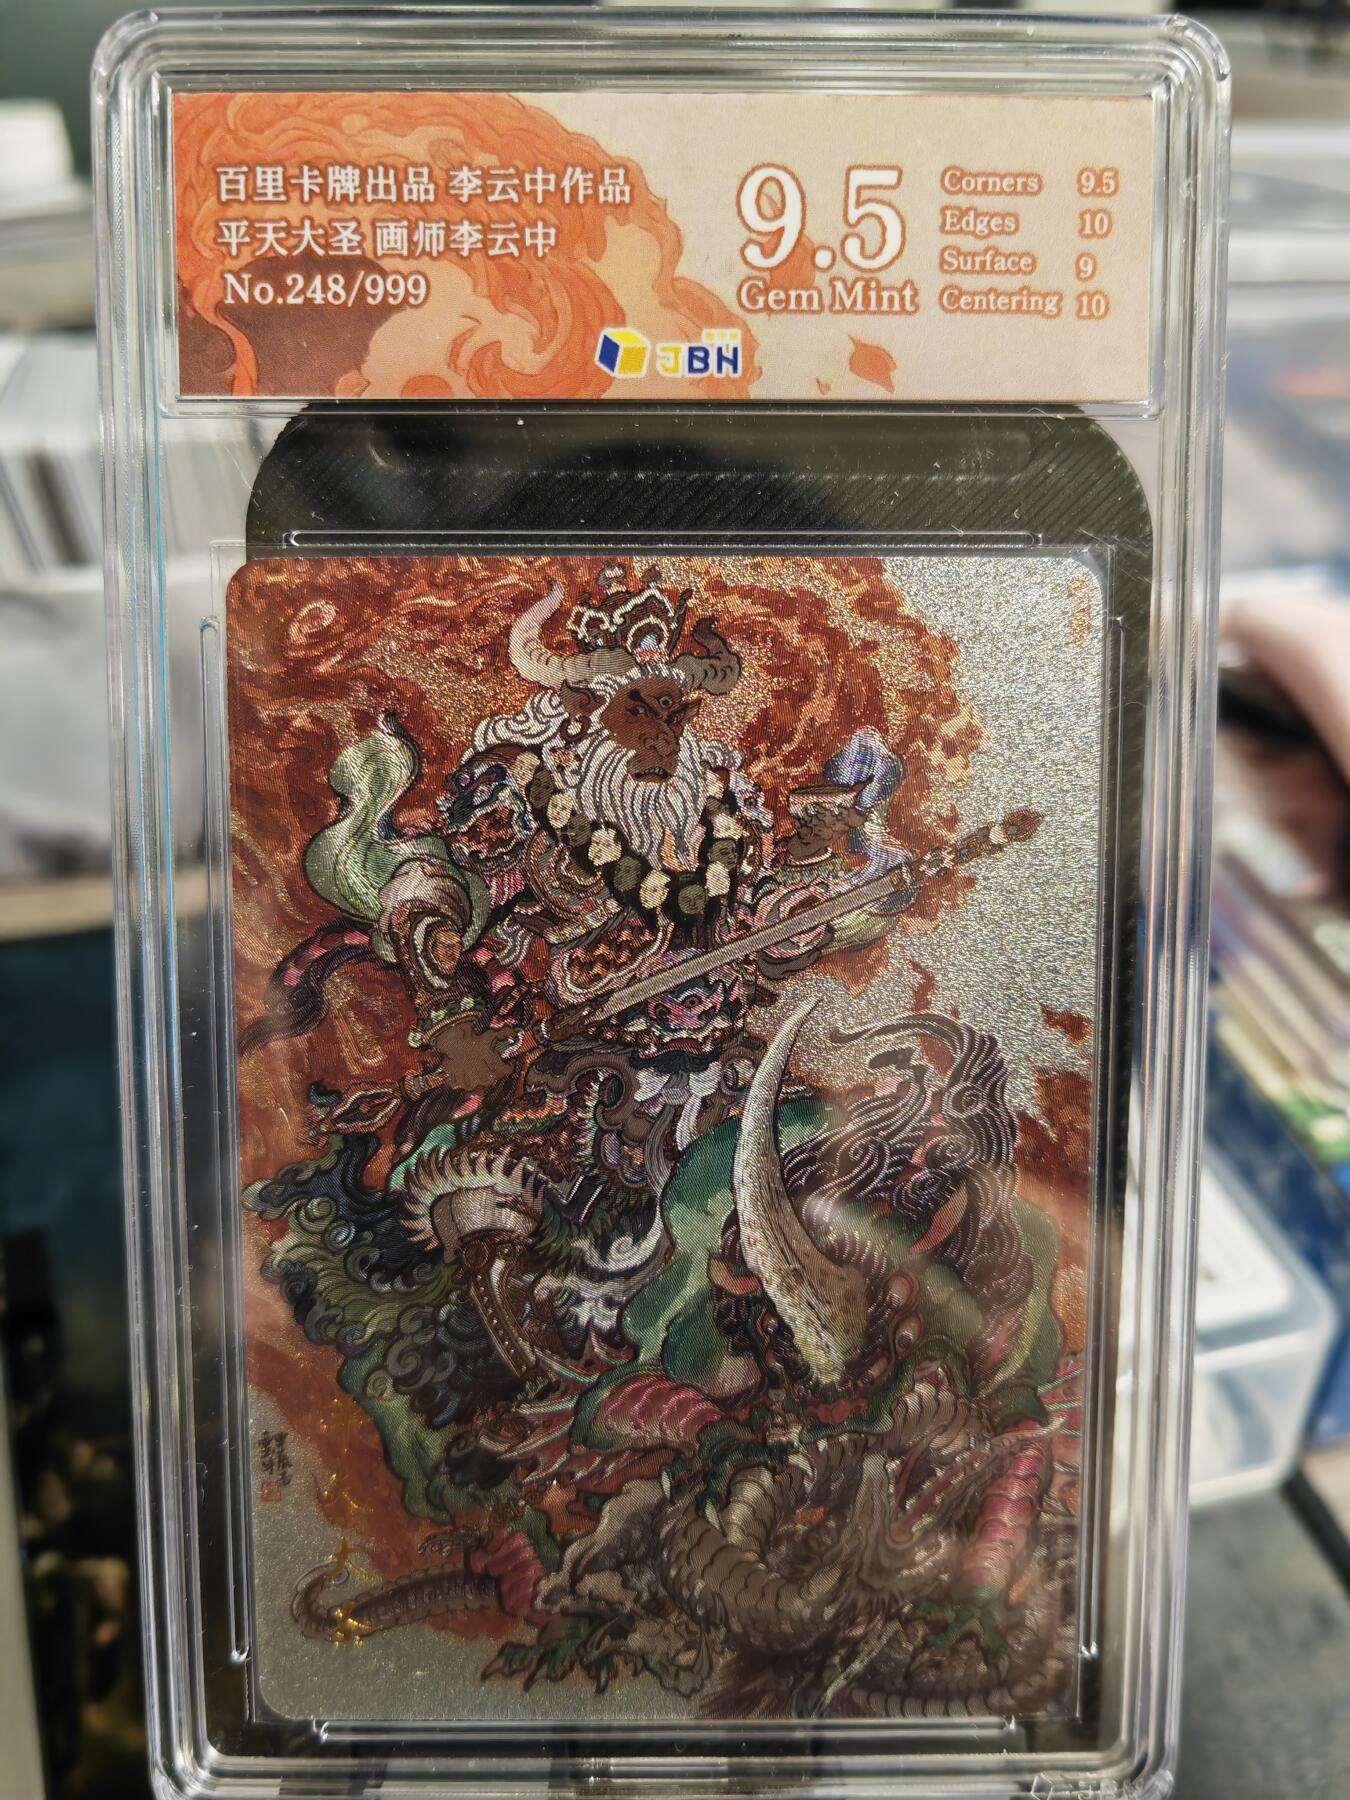 百里卡牌出品 李云中作品
平天大圣 画师李云中
No.248/999
9.5
Gem Mint
Corners 9.5
Edges 10
Surface 9
Centering 10
JBH
大